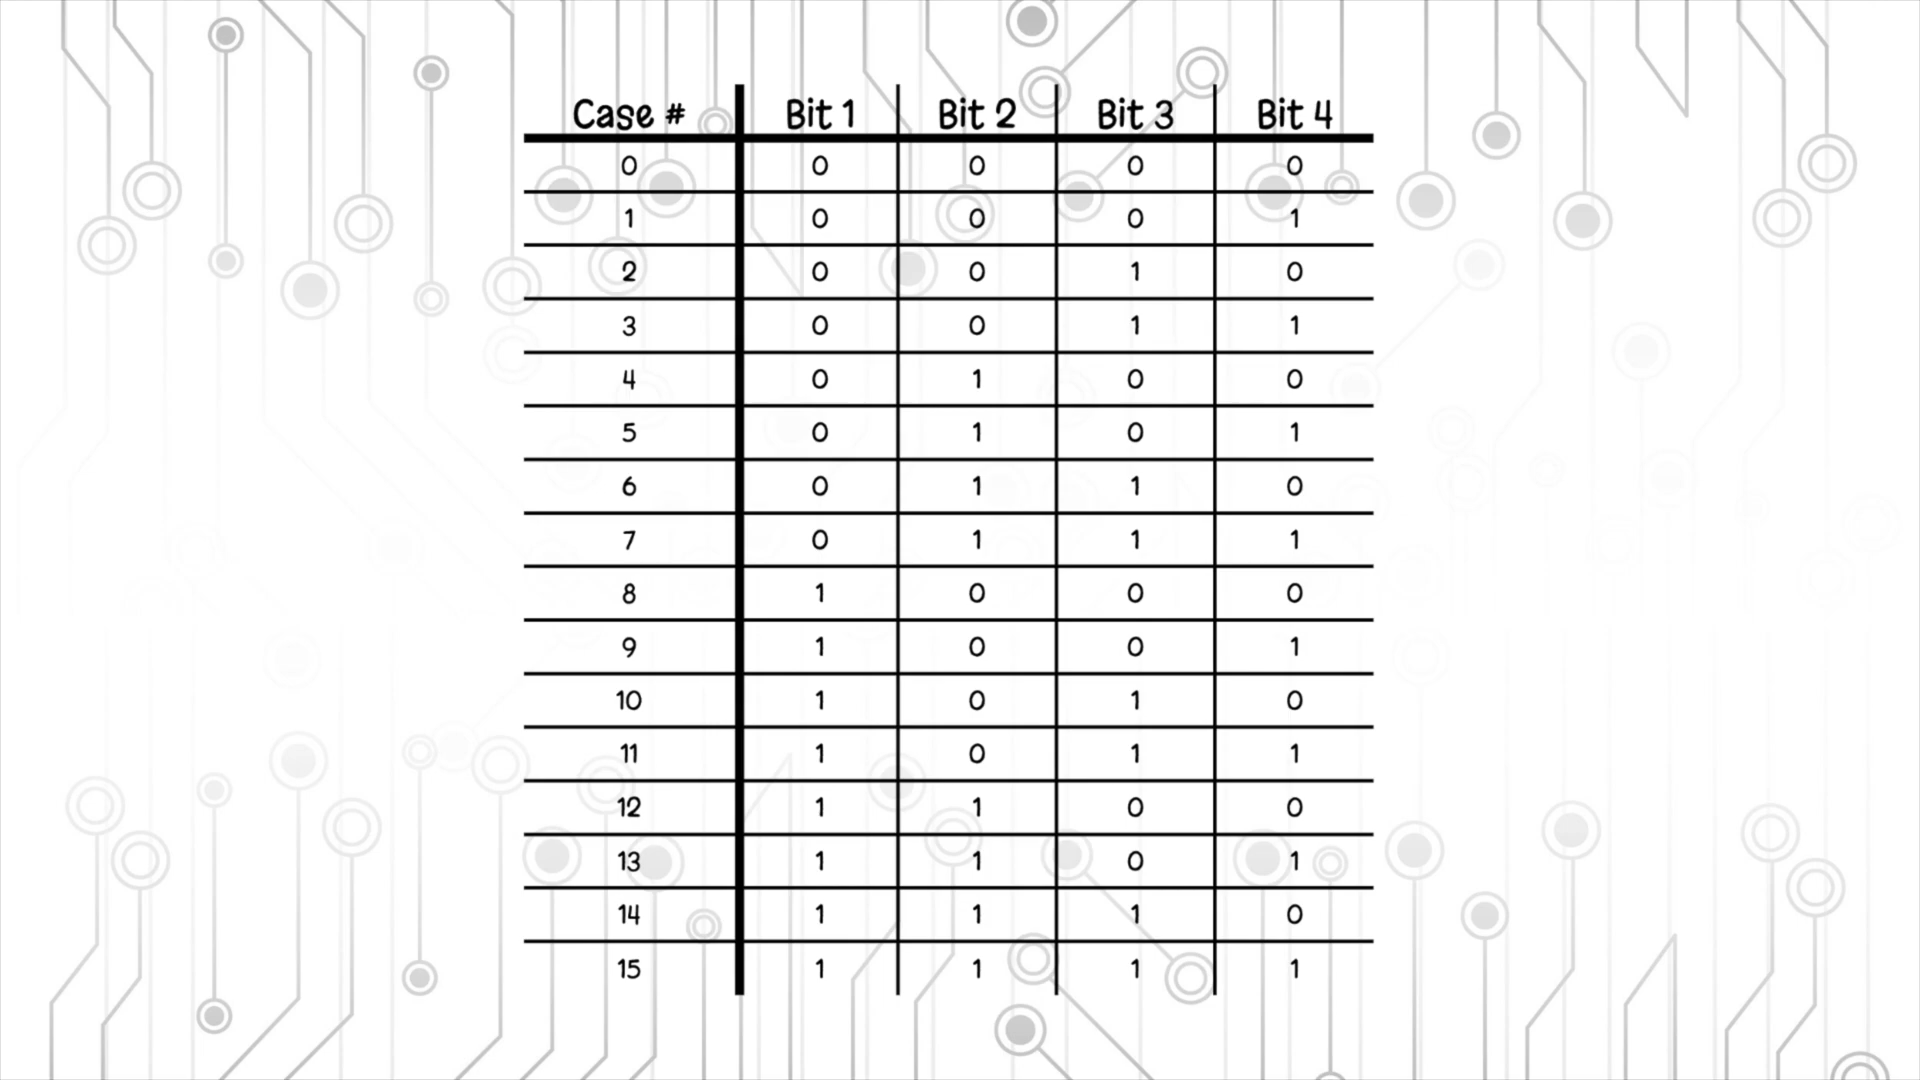 Case # Bit 1 Bit 2 Bit 3 Bit 4
0 0 0 0 0
1 0 0 0 1
2 0 0 1 0
3 0 0 1 1
4 0 1 0 0
5 0 1 0 1
6 0 1 1 0
7 0 1 1 1
8 1 0 0 0
9 1 0 0 1
10 1 0 1 0
11 1 0 1 1
12 1 1 0 0
13 1 1 0 1
14 1 1 1 0
15 1 1 1 1